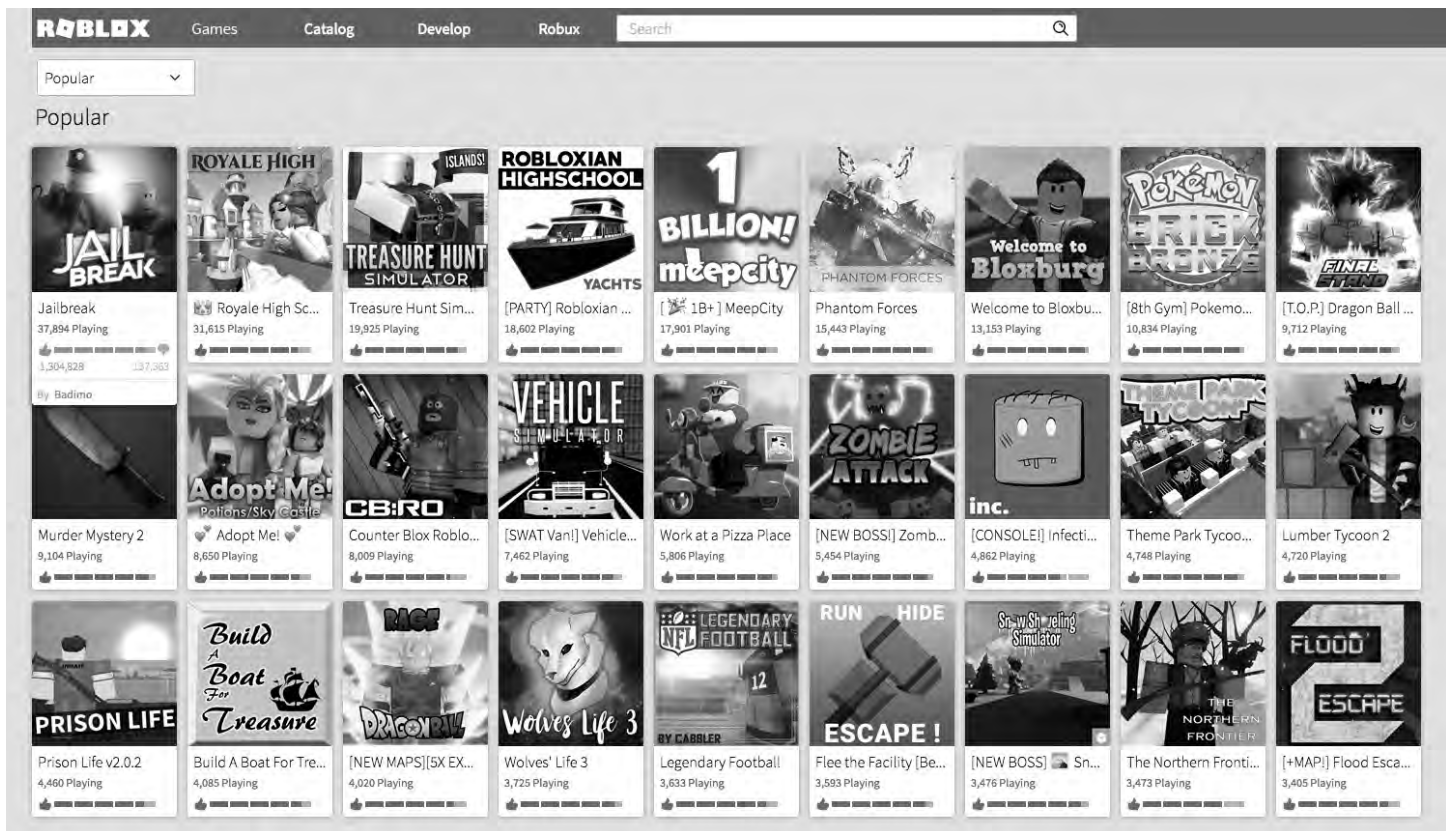 ROBLOX Games Catalog Develop Robux Search
Popular
Popular
JAIL
BREAK
Jailbreak
37,894 Playing
1,304,828 137,363
By Badimo
ROYALE HIGH
Royale High Sc...
31,615 Playing
ISLANDS!
TREASURE HUNT
SIMULATOR
Treasure Hunt Sim...
19,925 Playing
ROBLOXIAN
HIGHSCHOOL
YACHTS
[PARTY] Robloxian ...
18,602 Playing
1
BILLION!
meepcity
[ 1B+ ] MeepCity
17,901 Playing
PHANTOM FORCES
Phantom Forces
15,443 Playing
Welcome to
Bloxburg
Welcome to Bloxbu...
13,153 Playing
POKéMON
BRICK
BRONZE
[8th Gym] Pokemo...
10,834 Playing
FINAL
STAND
[T.O.P.] Dragon Ball ...
9,712 Playing
Murder Mystery 2
9,104 Playing
Adopt Me!
Potions/Sky Castle
Adopt Me!
8,650 Playing
CB:RO
Counter Blox Roblo...
8,009 Playing
VEHICLE
SIMULATOR
[SWAT Van!] Vehicle...
7,462 Playing
Work at a Pizza Place
5,806 Playing
ZOMBIE
ATTACK
[NEW BOSS!] Zomb...
5,454 Playing
inc.
[CONSOLE!] Infecti...
4,862 Playing
THEME PARK
TYCOON
Theme Park Tycoo...
4,748 Playing
Lumber Tycoon 2
4,720 Playing
PRISON LIFE
Prison Life v2.0.2
4,460 Playing
Build
A
Boat
For
Treasure
Build A Boat For Tre...
4,085 Playing
RAGE
DRAGONBALL
[NEW MAPS][5X EX...
4,020 Playing
Wolves Life 3
Wolves' Life 3
3,725 Playing
NFL LEGENDARY
FOOTBALL
12
BY CABBLER
Legendary Football
3,633 Playing
RUN HIDE
ESCAPE !
Flee the Facility [Be...
3,593 Playing
Sn w Sh veling
Simulator
[NEW BOSS] Sn...
3,476 Playing
THE
NORTHERN
FRONTIER
The Northern Fronti...
3,473 Playing
FLOOD
2
ESCAPE
[+MAP!] Flood Esca...
3,405 Playing